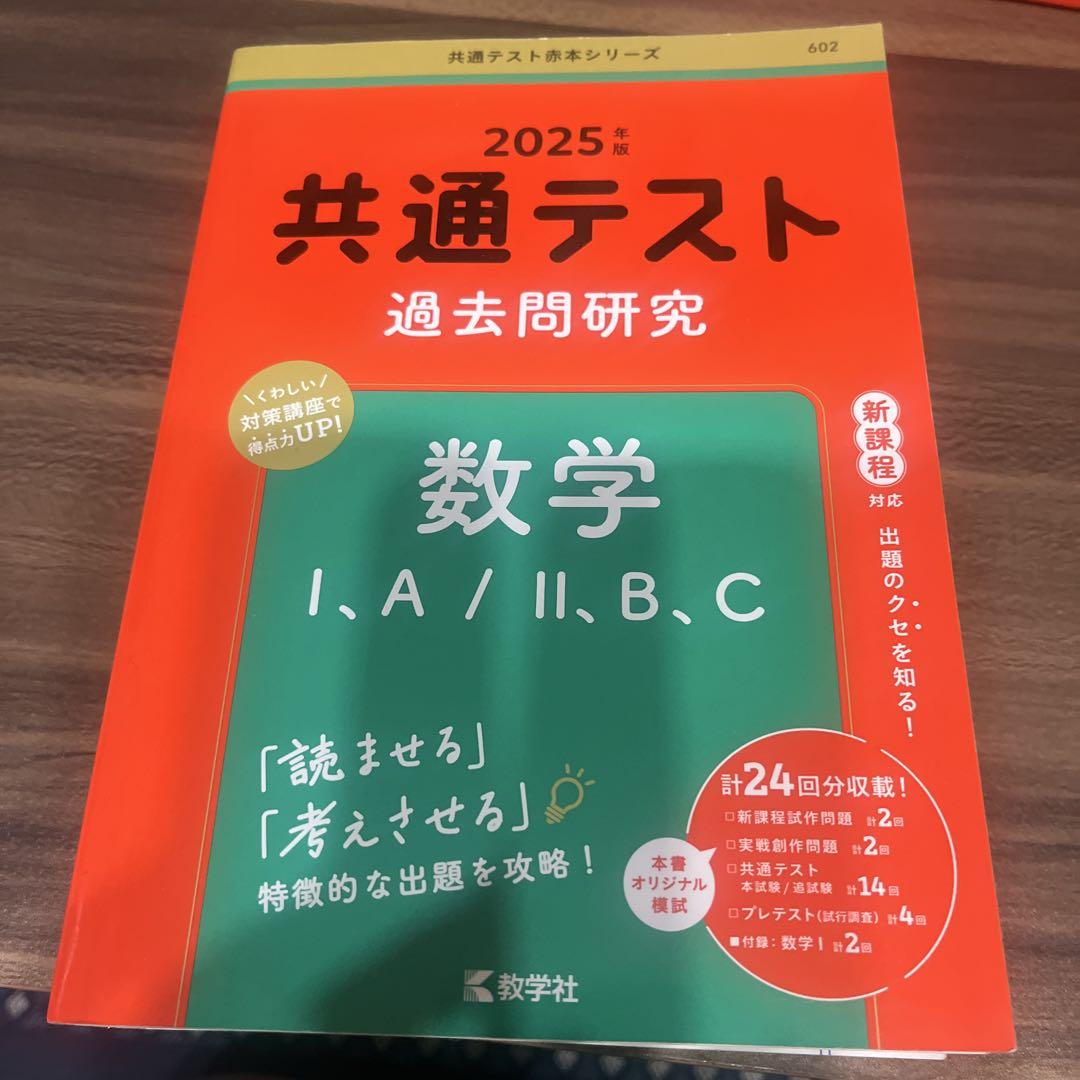 共通テスト赤本シリーズ
602
2025年版
共通テスト
過去問研究
\くわしい/
対策講座で
得点力UP!
数学
I、A / II、B、C
新課程
対応
出題のクセを知る!
「読ませる」
「考えさせる」
特徴的な出題を攻略!
計24回分収載!
□新課程試作問題 計2回
□実戦創作問題 計2回
□共通テスト
本試験/追試験 計14回
□プレテスト(試行調査) 計4回
■付録:数学I 計2回
本書
オリジナル
模試
教学社